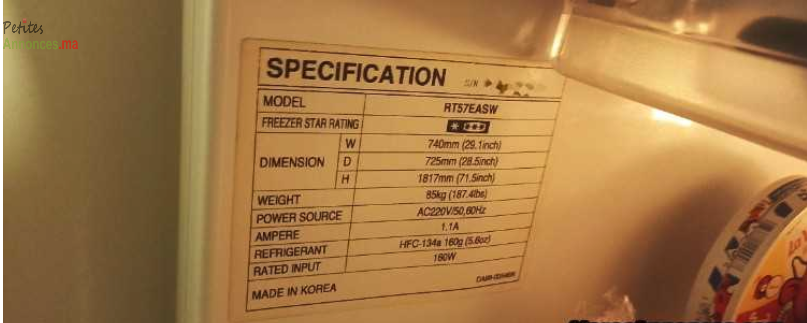 Petites
Annonces.ma
SPECIFICATION S/N
MODEL RT57EASW
FREEZER STAR RATING
DIMENSION W 740mm (29.1inch)
D 725mm (28.5inch)
H 1817mm (71.5inch)
WEIGHT 85kg (187.4lbs)
POWER SOURCE AC220V/50,60Hz
AMPERE 1.1A
REFRIGERANT HFC-134a 160g (5.6oz)
RATED INPUT 160W
MADE IN KOREA